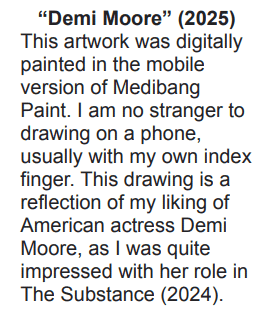 “Demi Moore” (2025)
This artwork was digitally
painted in the mobile
version of Medibang
Paint. I am no stranger to
drawing on a phone,
usually with my own index
finger. This drawing is a
reflection of my liking of
American actress Demi
Moore, as I was quite
impressed with her role in
The Substance (2024).